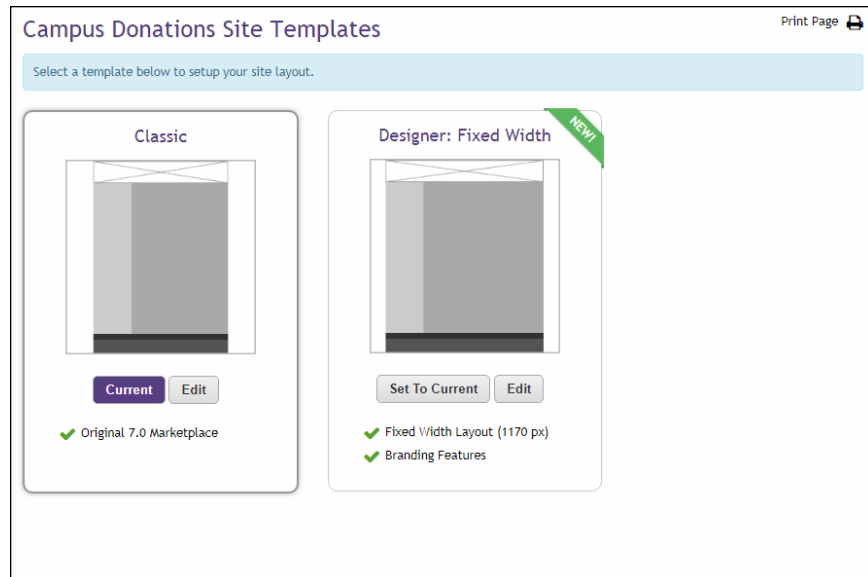 Campus Donations Site Templates
Print Page
Select a template below to setup your site layout.
Classic
Current Edit
Original 7.0 Marketplace
Designer: Fixed Width
NEW!
Set To Current Edit
Fixed Width Layout (1170 px)
Branding Features